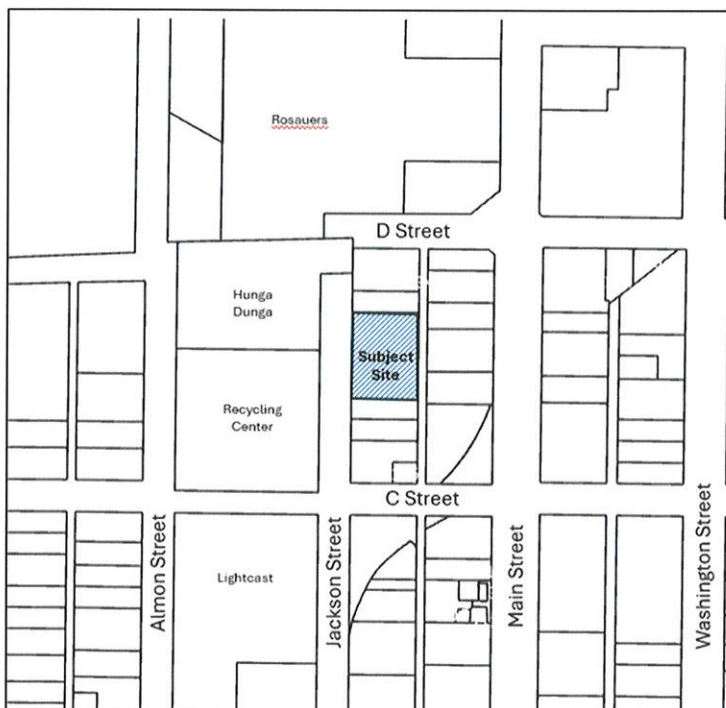 Rosauers
D Street
Hunga
Dunga
Subject
Site
Recycling
Center
C Street
Lightcast
Almon Street
Jackson Street
Main Street
Washington Street